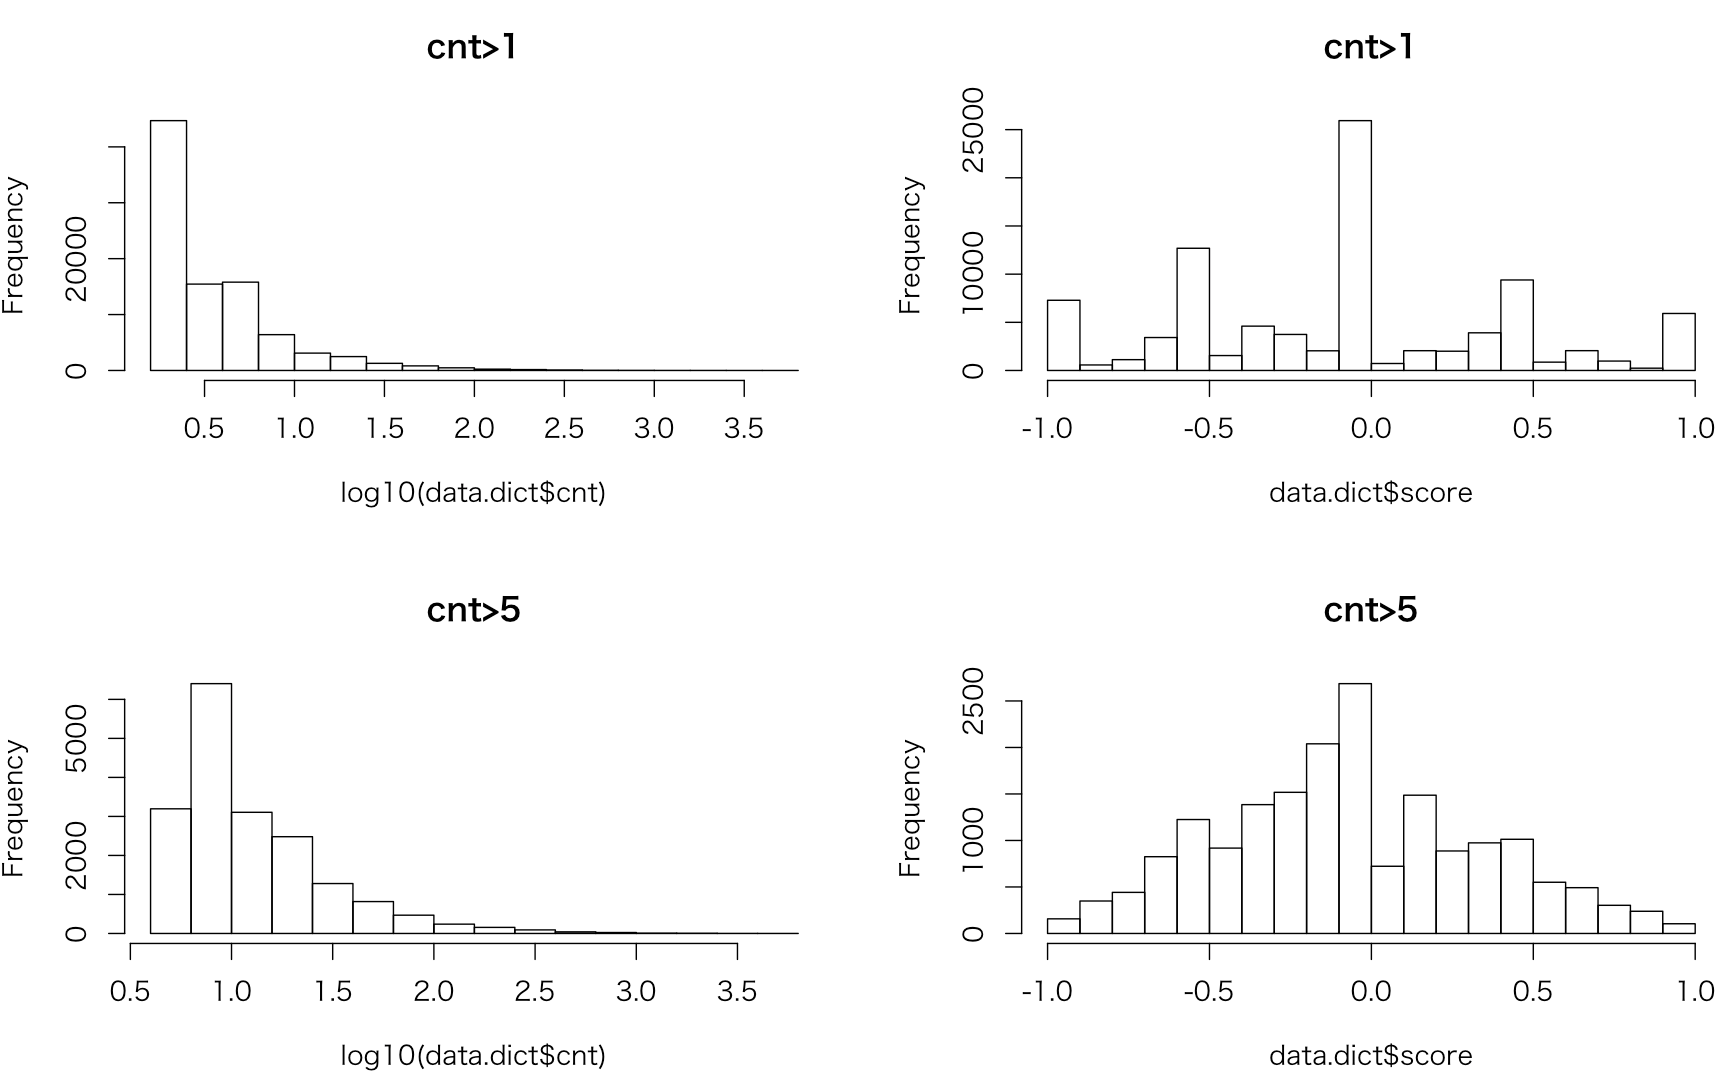 cnt>1
Frequency
0 20000
0.5 1.0 1.5 2.0 2.5 3.0 3.5
log10(data.dict$cnt)
cnt>1
Frequency
0 10000 25000
-1.0 -0.5 0.0 0.5 1.0
data.dict$score
cnt>5
Frequency
0 2000 5000
0.5 1.0 1.5 2.0 2.5 3.0 3.5
log10(data.dict$cnt)
cnt>5
Frequency
0 1000 2500
-1.0 -0.5 0.0 0.5 1.0
data.dict$score